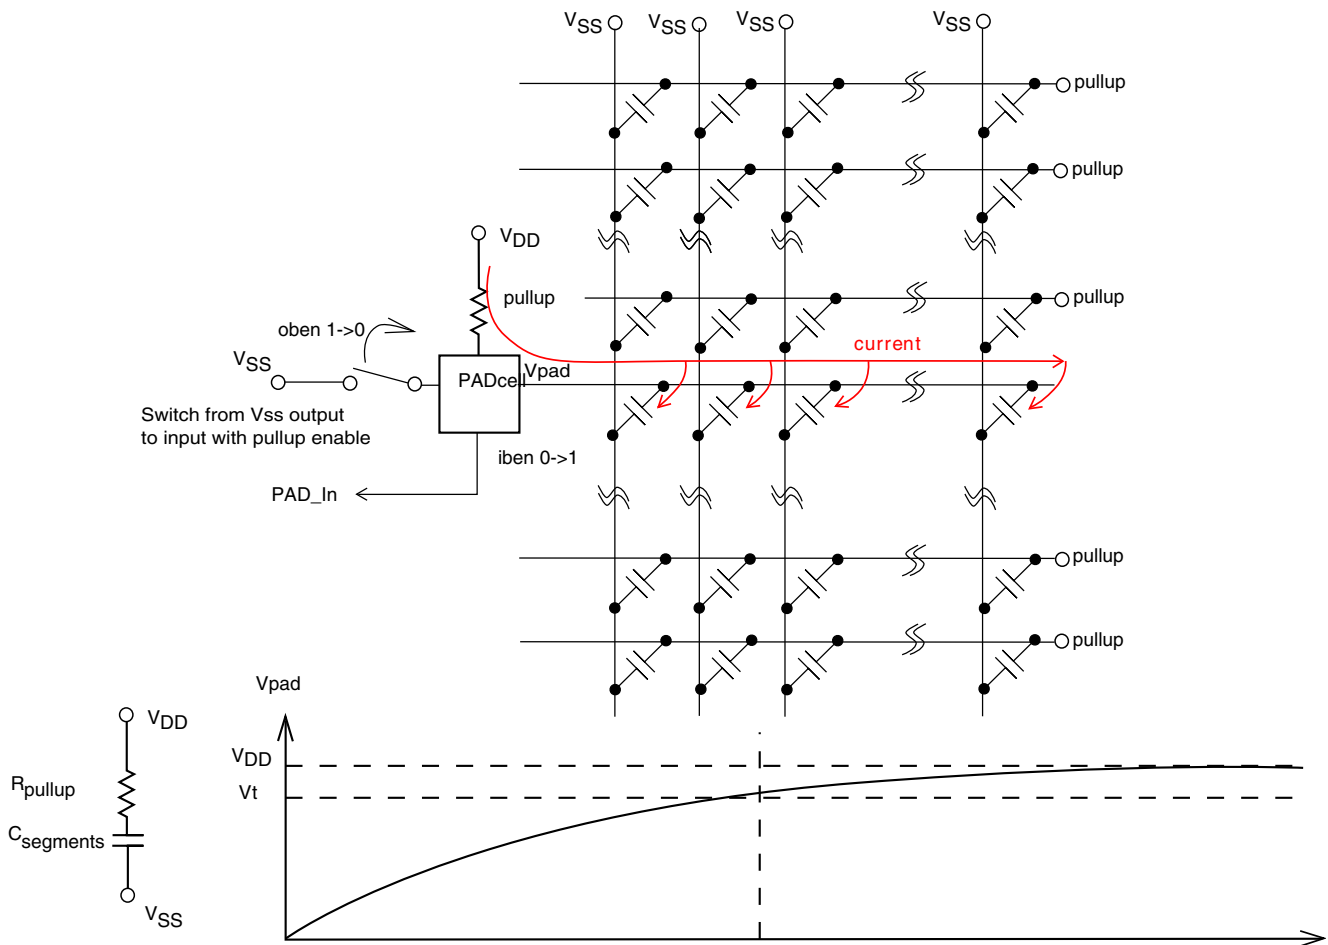 VSS VSS VSS VSS
pullup
pullup
VDD
pullup
pullup
oben 1->0
current
VSS
PADcell
Vpad
Switch from Vss output
to input with pullup enable
iben 0->1
PAD_In
pullup
pullup
Vpad
VDD
VDD
Rpullup
Vt
Csegments
VSS